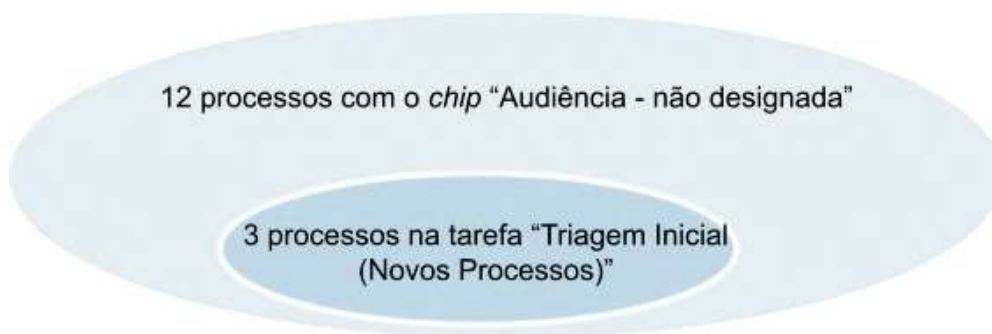 12 processos com o chip “Audiência - não designada”
3 processos na tarefa “Triagem Inicial
(Novos Processos)”